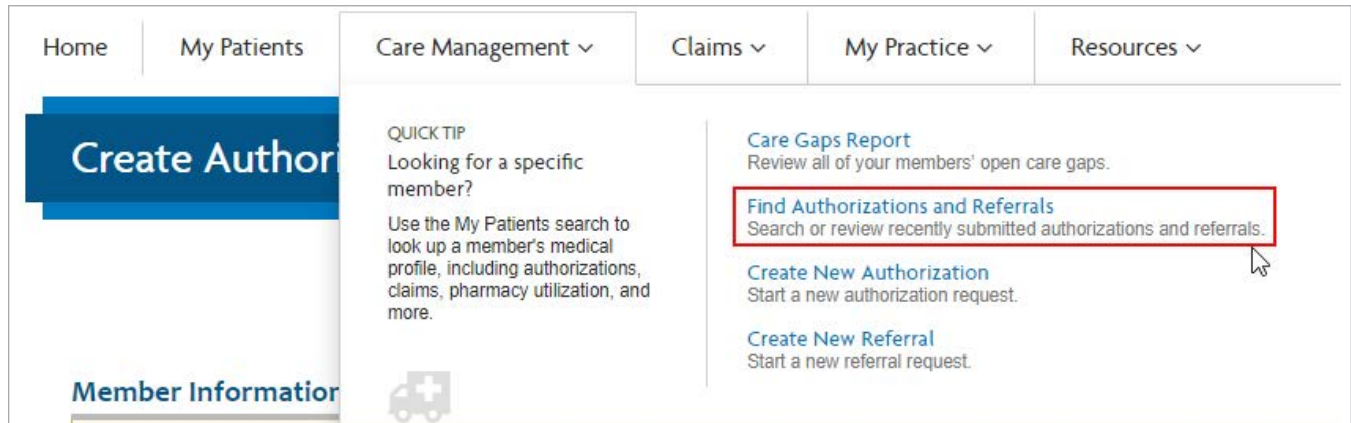 Home
My Patients
Care Management
Claims
My Practice
Resources
Create Authori
QUICK TIP
Looking for a specific
member?
Use the My Patients search to
look up a member's medical
profile, including authorizations,
claims, pharmacy utilization, and
more.
Care Gaps Report
Review all of your members' open care gaps.
Find Authorizations and Referrals
Search or review recently submitted authorizations and referrals.
Create New Authorization
Start a new authorization request.
Create New Referral
Start a new referral request.
Member Information